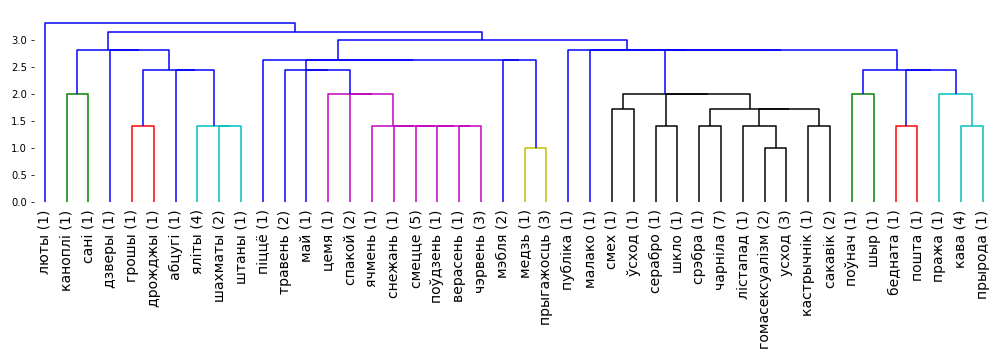 3.0
2.5
2.0
1.5
1.0
0.5
0.0
люты (1)
каноплі (1)
сані (1)
дзверы (1)
грошы (1)
дрожджы (1)
абцугі (1)
яліты (4)
шахматы (2)
штаны (1)
піццё (1)
травень (2)
май (1)
цемя (1)
спакой (2)
ячмень (1)
снежань (1)
смецце (5)
поўдзень (1)
верасень (1)
чэрвень (3)
мэбля (2)
медзь (1)
прыгажосць (3)
публіка (1)
малако (1)
смех (1)
ўсход (1)
серабро (1)
шкло (1)
срэбра (1)
чарніла (7)
лістапад (1)
гомасексуалізм (2)
усход (3)
кастрычнік (1)
сакавік (2)
поўнач (1)
шыр (1)
бедната (1)
пошта (1)
пража (1)
кава (4)
прырода (1)